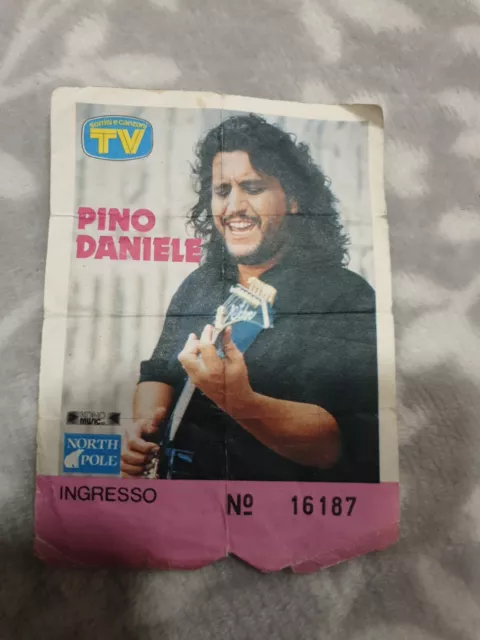 sorrisi e canzoni
TV
PINO
DANIELE
NORTH
POLE
INGRESSO Nº 16187